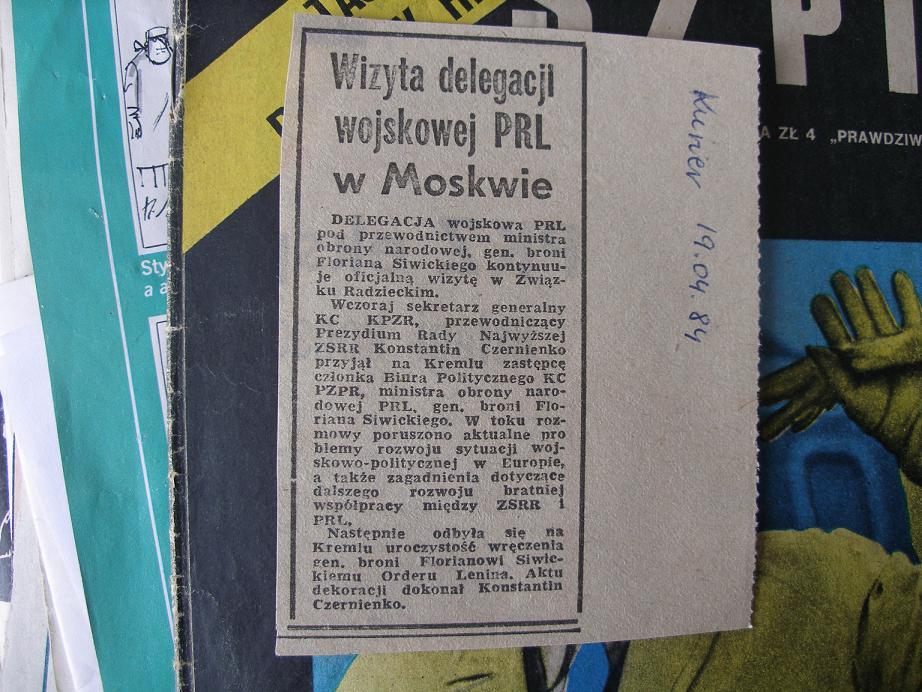 Wizyta delegacji
wojskowej PRL
w Moskwie
DELEGACJA wojskowa PRL
pod przewodnictwem ministra
obrony narodowej, gen. broni
Floriana Siwickiego kontynuu-
je oficjalną wizytę w Związ-
ku Radzieckim.
Wczoraj sekretarz generalny
KC KPZR, przewodniczący
Prezydium Rady Najwyższej
ZSRR Konstantin Czernienko
przyjął na Kremlu zastępcę
członka Biura Politycznego KC
PZPR, ministra obrony naro-
dowej PRL, gen. broni Flo-
riana Siwickiego. W toku roz-
mowy poruszono aktualne pro
blemy rozwoju sytuacji woj-
skowo-politycznej w Europie,
a także zagadnienia dotyczące
dalszego rozwoju bratniej
współpracy między ZSRR i
PRL.
Następnie odbyła się na
Kremlu uroczystość wręczenia
gen. broni Florianowi Siwic-
kiemu Orderu Lenina. Aktu
dekoracji dokonał Konstantin
Czernienko.
Kurier 19.04.84
ZŁ 4 „PRAWDZIW
Sty
a a